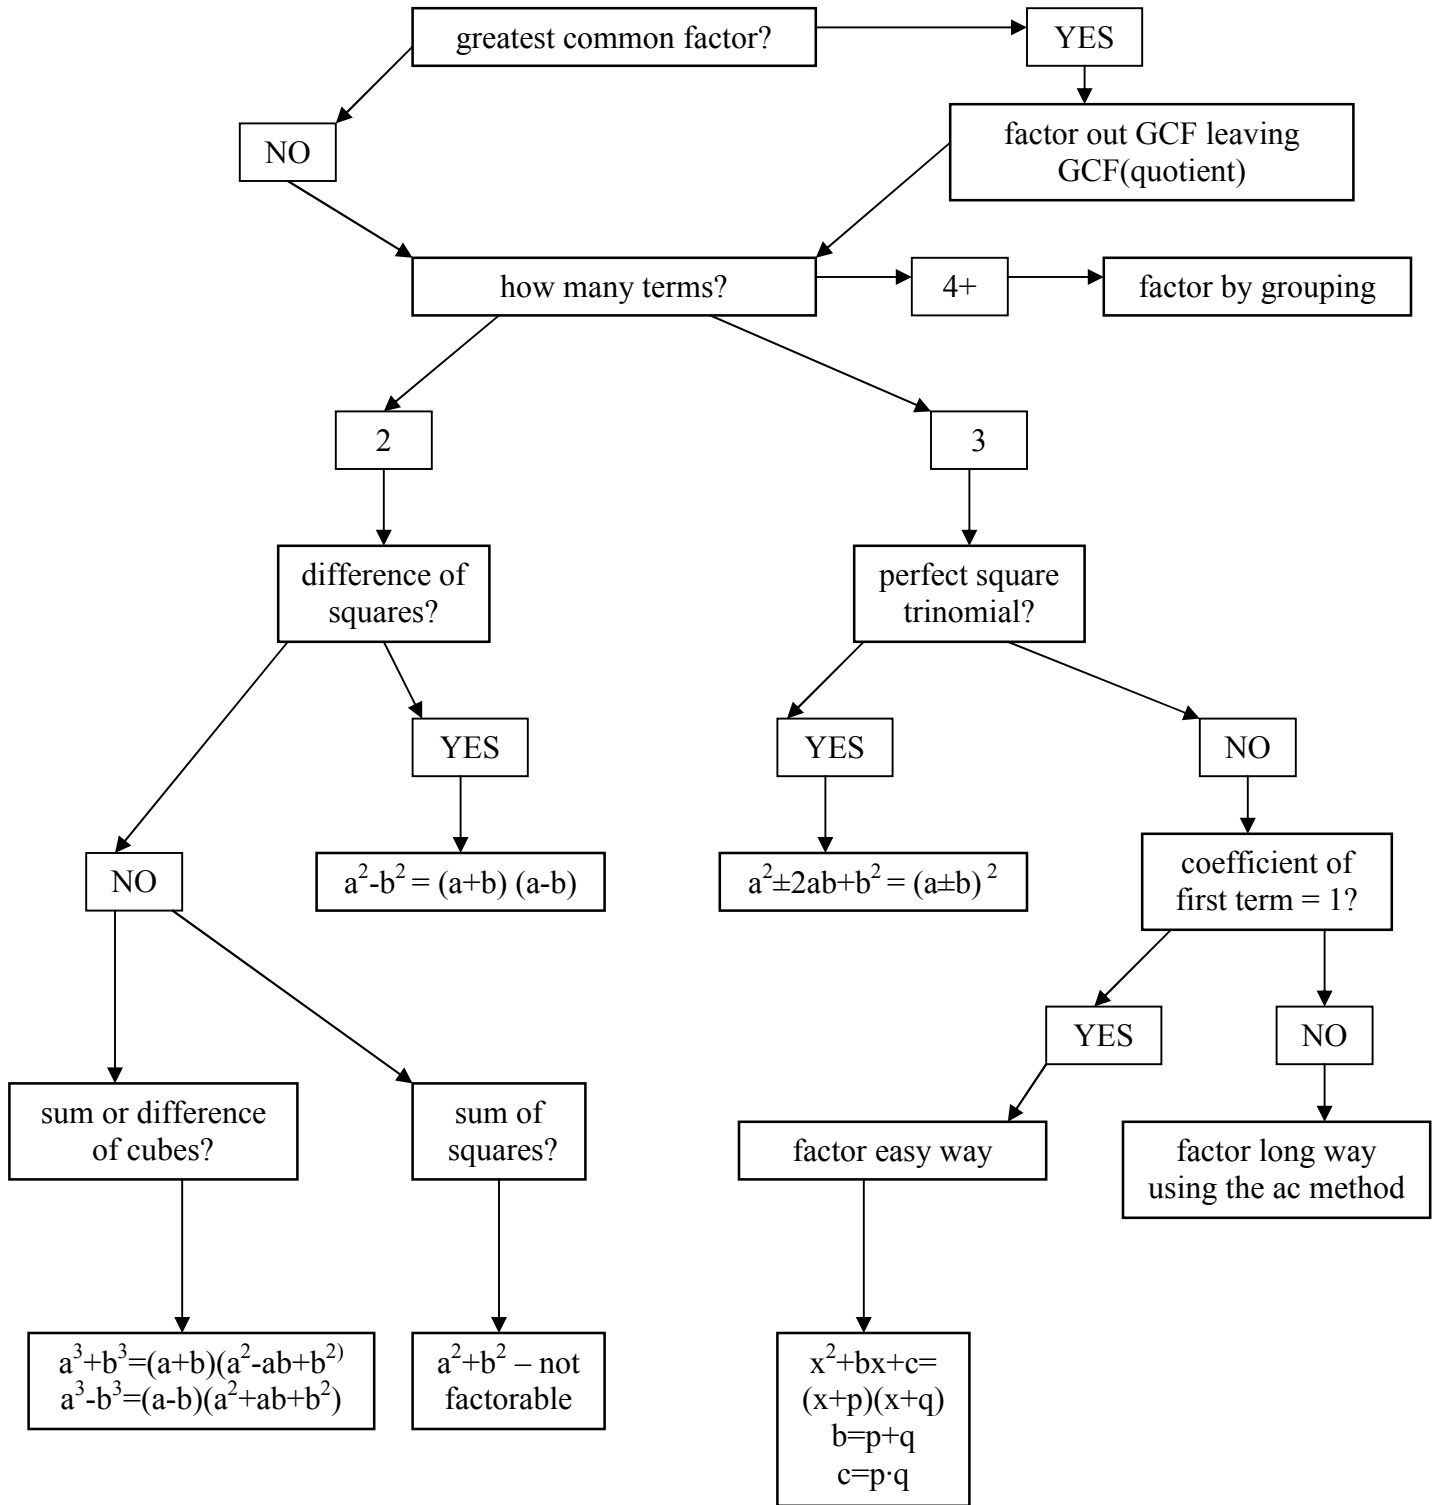 greatest common factor?
YES
NO
factor out GCF leaving
GCF(quotient)
how many terms?
4+
factor by grouping
2
3
difference of
squares?
perfect square
trinomial?
YES
YES
NO
NO
a²-b² = (a+b) (a-b)
a²±2ab+b² = (a±b) ²
coefficient of
first term = 1?
YES
NO
sum or difference
of cubes?
sum of
squares?
factor easy way
factor long way
using the ac method
a³+b³=(a+b)(a²-ab+b²⁾
a³-b³=(a-b)(a²+ab+b²)
a²+b² – not
factorable
x²+bx+c=
(x+p)(x+q)
b=p+q
c=p·q